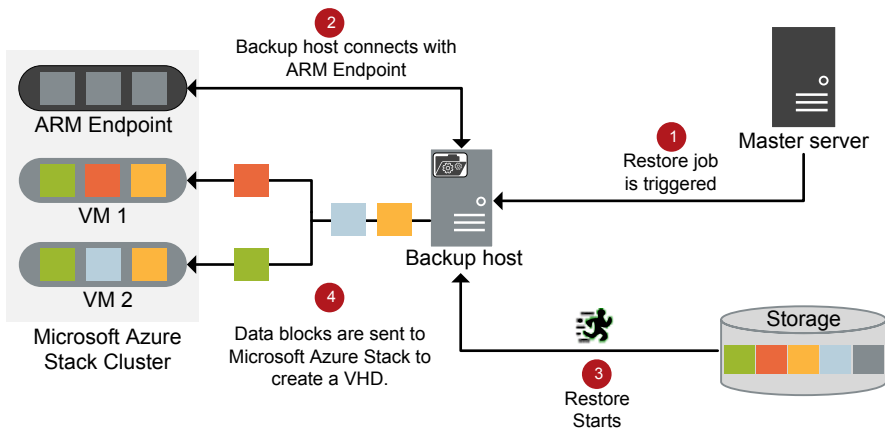 2
Backup host connects with
ARM Endpoint
ARM Endpoint
1
Restore job
is triggered
Master server
VM 1
VM 2
Backup host
Microsoft Azure
Stack Cluster
4
Data blocks are sent to
Microsoft Azure Stack to
create a VHD.
Storage
3
Restore
Starts